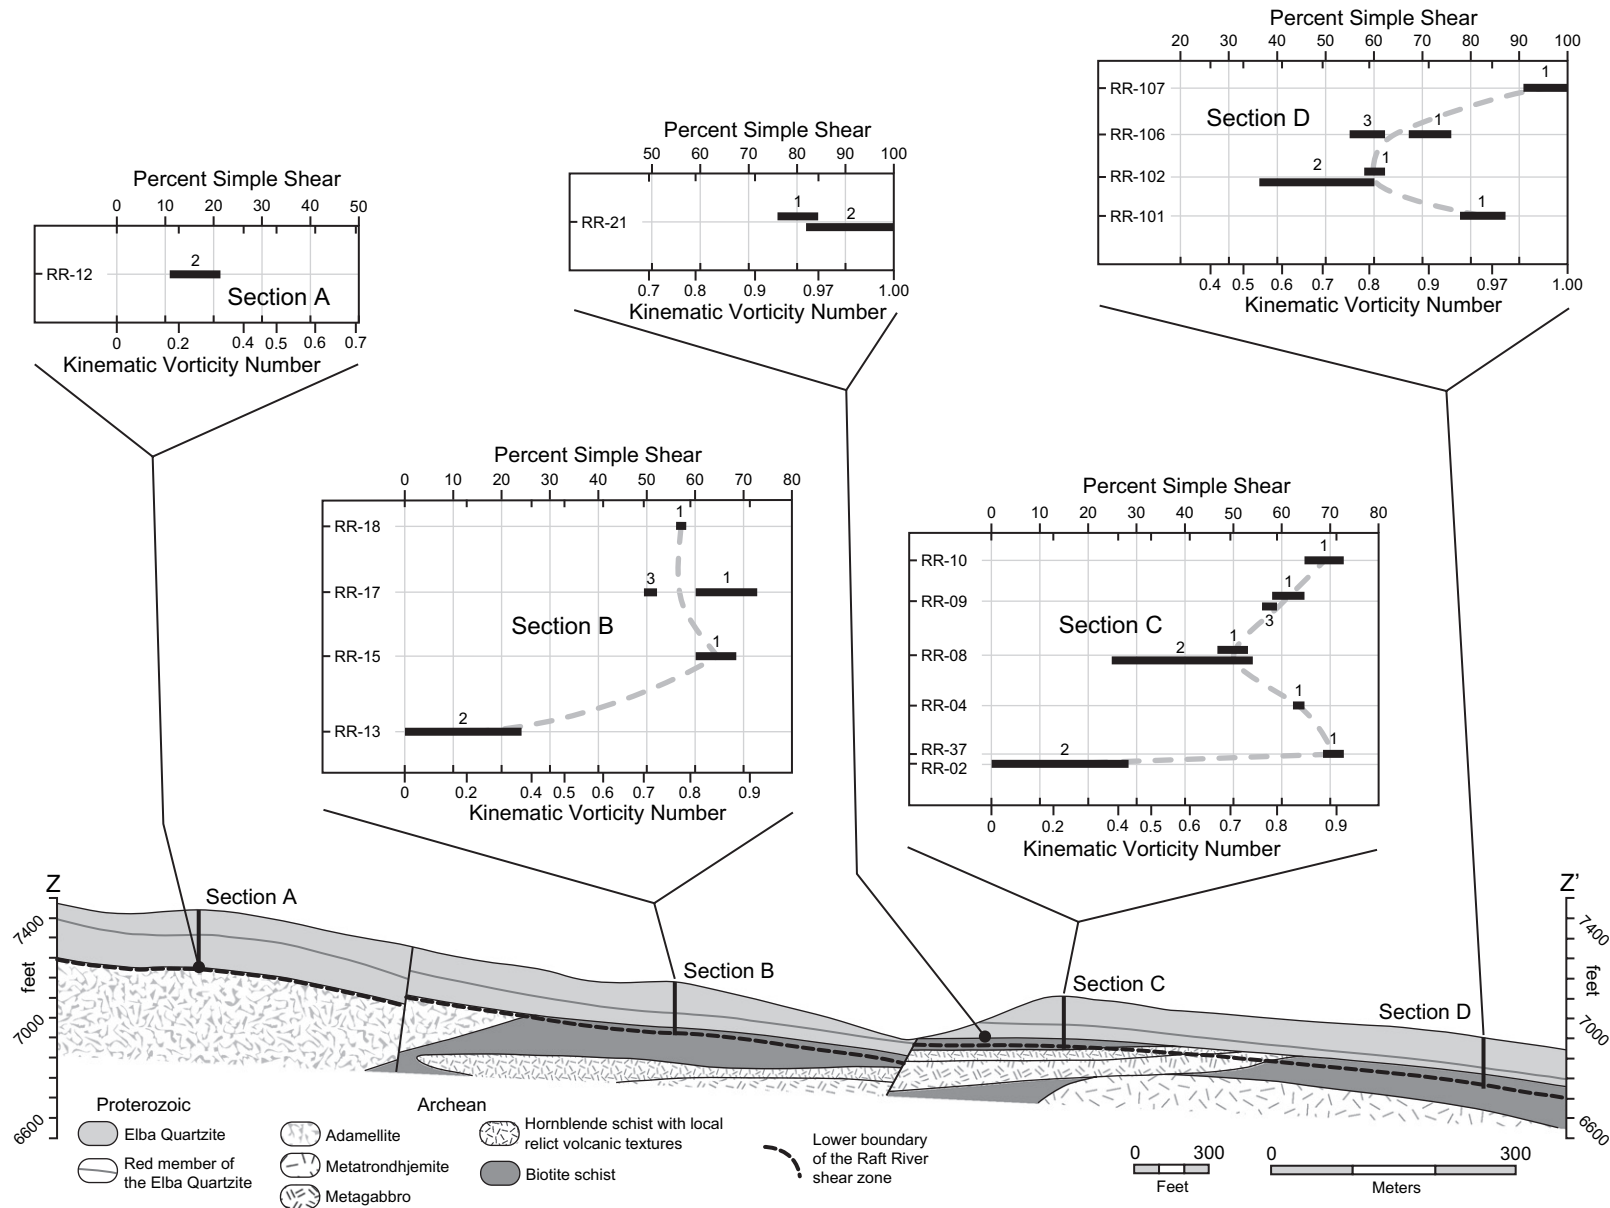 Percent Simple Shear
20 30 40 50 60 70 80 90 100
RR-107
RR-106
RR-102
RR-101
Section D
1
3
1
1
2
1
0.4 0.5 0.6 0.7 0.8 0.9 0.97 1.00
Kinematic Vorticity Number
Percent Simple Shear
50 60 70 80 90 100
RR-21
1
2
0.7 0.8 0.9 0.97 1.00
Kinematic Vorticity Number
Percent Simple Shear
0 10 20 30 40 50
RR-12
2
Section A
0 0.2 0.4 0.5 0.6 0.7
Kinematic Vorticity Number
Percent Simple Shear
0 10 20 30 40 50 60 70 80
RR-18
RR-17
RR-15
RR-13
Section B
1
3
1
1
2
0 0.2 0.4 0.5 0.6 0.7 0.8 0.9
Kinematic Vorticity Number
Percent Simple Shear
0 10 20 30 40 50 60 70 80
RR-10
RR-09
RR-08
RR-04
RR-37
RR-02
Section C
1
1
3
1
2
1
1
2
0 0.2 0.4 0.5 0.6 0.7 0.8 0.9
Kinematic Vorticity Number
Z
Z'
7400
feet
7000
6600
Section A
Section B
Section C
Section D
7400
feet
7000
6600
Proterozoic
Elba Quartzite
Red member of
the Elba Quartzite
Archean
Adamellite
Metatrondhjemite
Metagabbro
Hornblende schist with local
relict volcanic textures
Biotite schist
Lower boundary
of the Raft River
shear zone
0 300
Feet
0 300
Meters